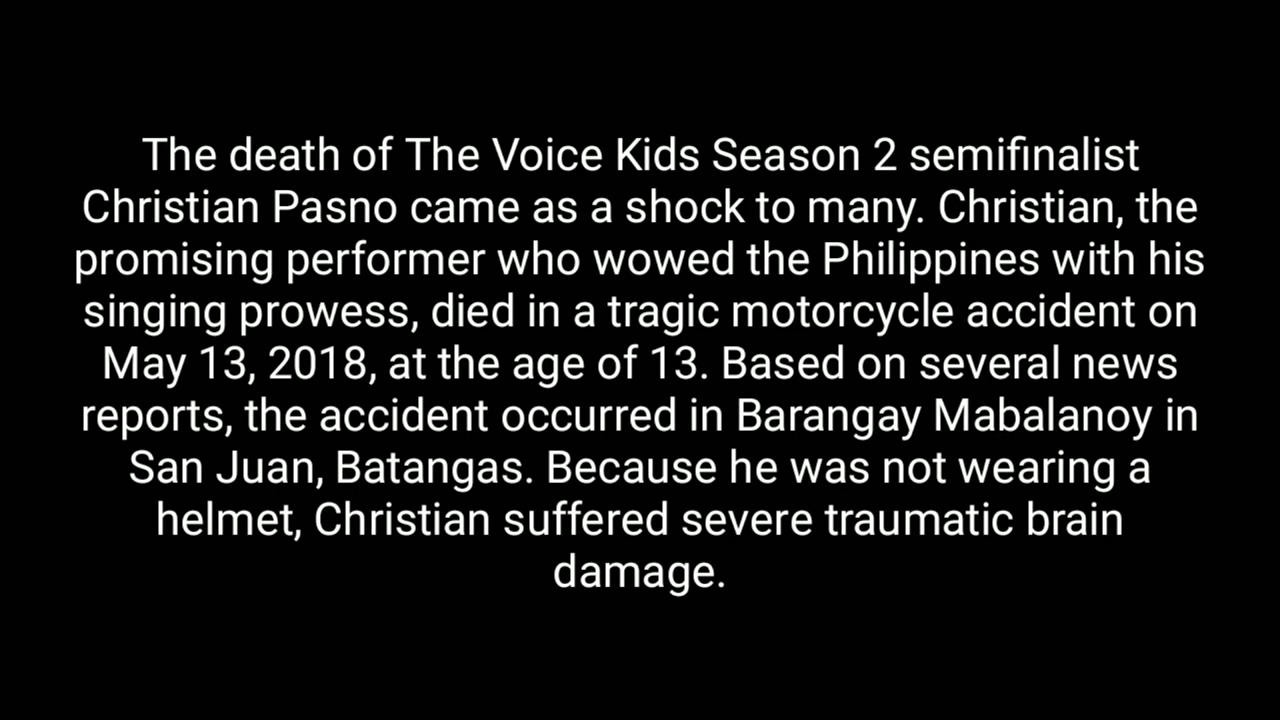 The death of The Voice Kids Season 2 semifinalist
Christian Pasno came as a shock to many. Christian, the
promising performer who wowed the Philippines with his
singing prowess, died in a tragic motorcycle accident on
May 13, 2018, at the age of 13. Based on several news
reports, the accident occurred in Barangay Mabalanoy in
San Juan, Batangas. Because he was not wearing a
helmet, Christian suffered severe traumatic brain
damage.